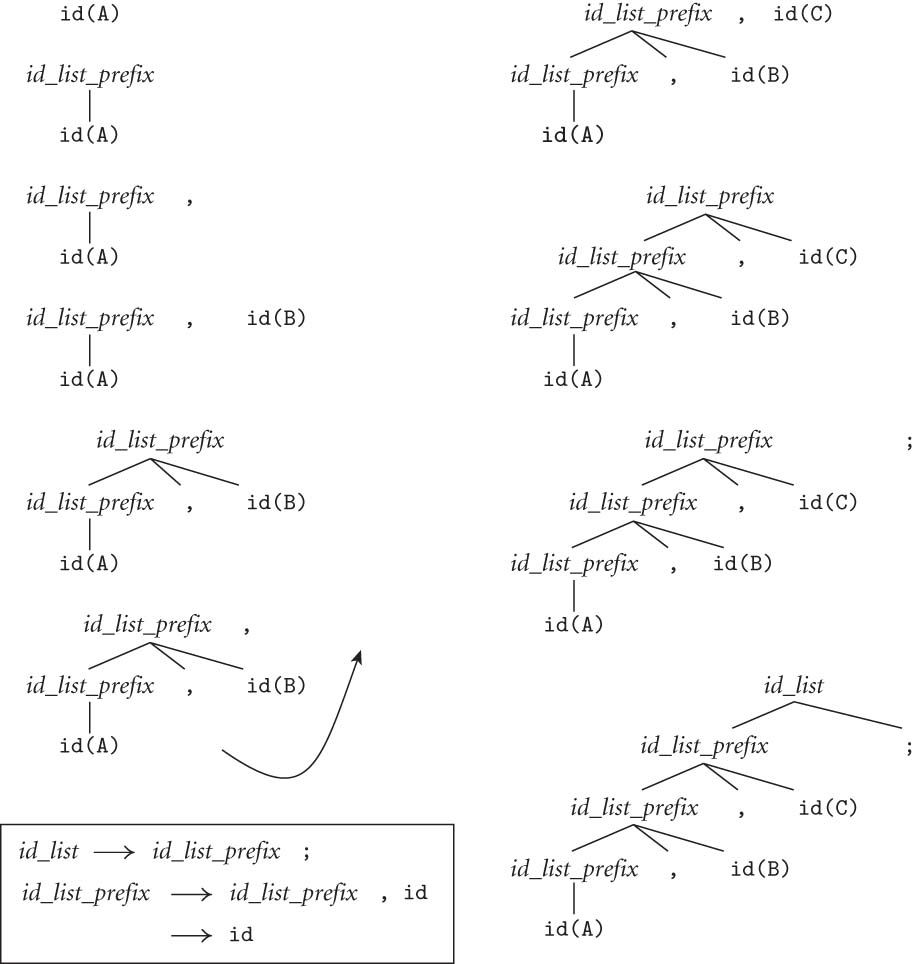 id(A)
id_list_prefix
id(A)
id_list_prefix ,
id(A)
id_list_prefix , id(B)
id(A)
id_list_prefix
id_list_prefix , id(B)
id(A)
id_list_prefix ,
id_list_prefix , id(B)
id(A)
id_list_prefix , id(C)
id_list_prefix , id(B)
id(A)
id_list_prefix
id_list_prefix , id(C)
id_list_prefix , id(B)
id(A)
id_list_prefix ;
id_list_prefix , id(C)
id_list_prefix , id(B)
id(A)
id_list
id_list_prefix ;
id_list_prefix , id(C)
id_list_prefix , id(B)
id(A)
id_list ⟶ id_list_prefix ;
id_list_prefix ⟶ id_list_prefix , id
⟶ id